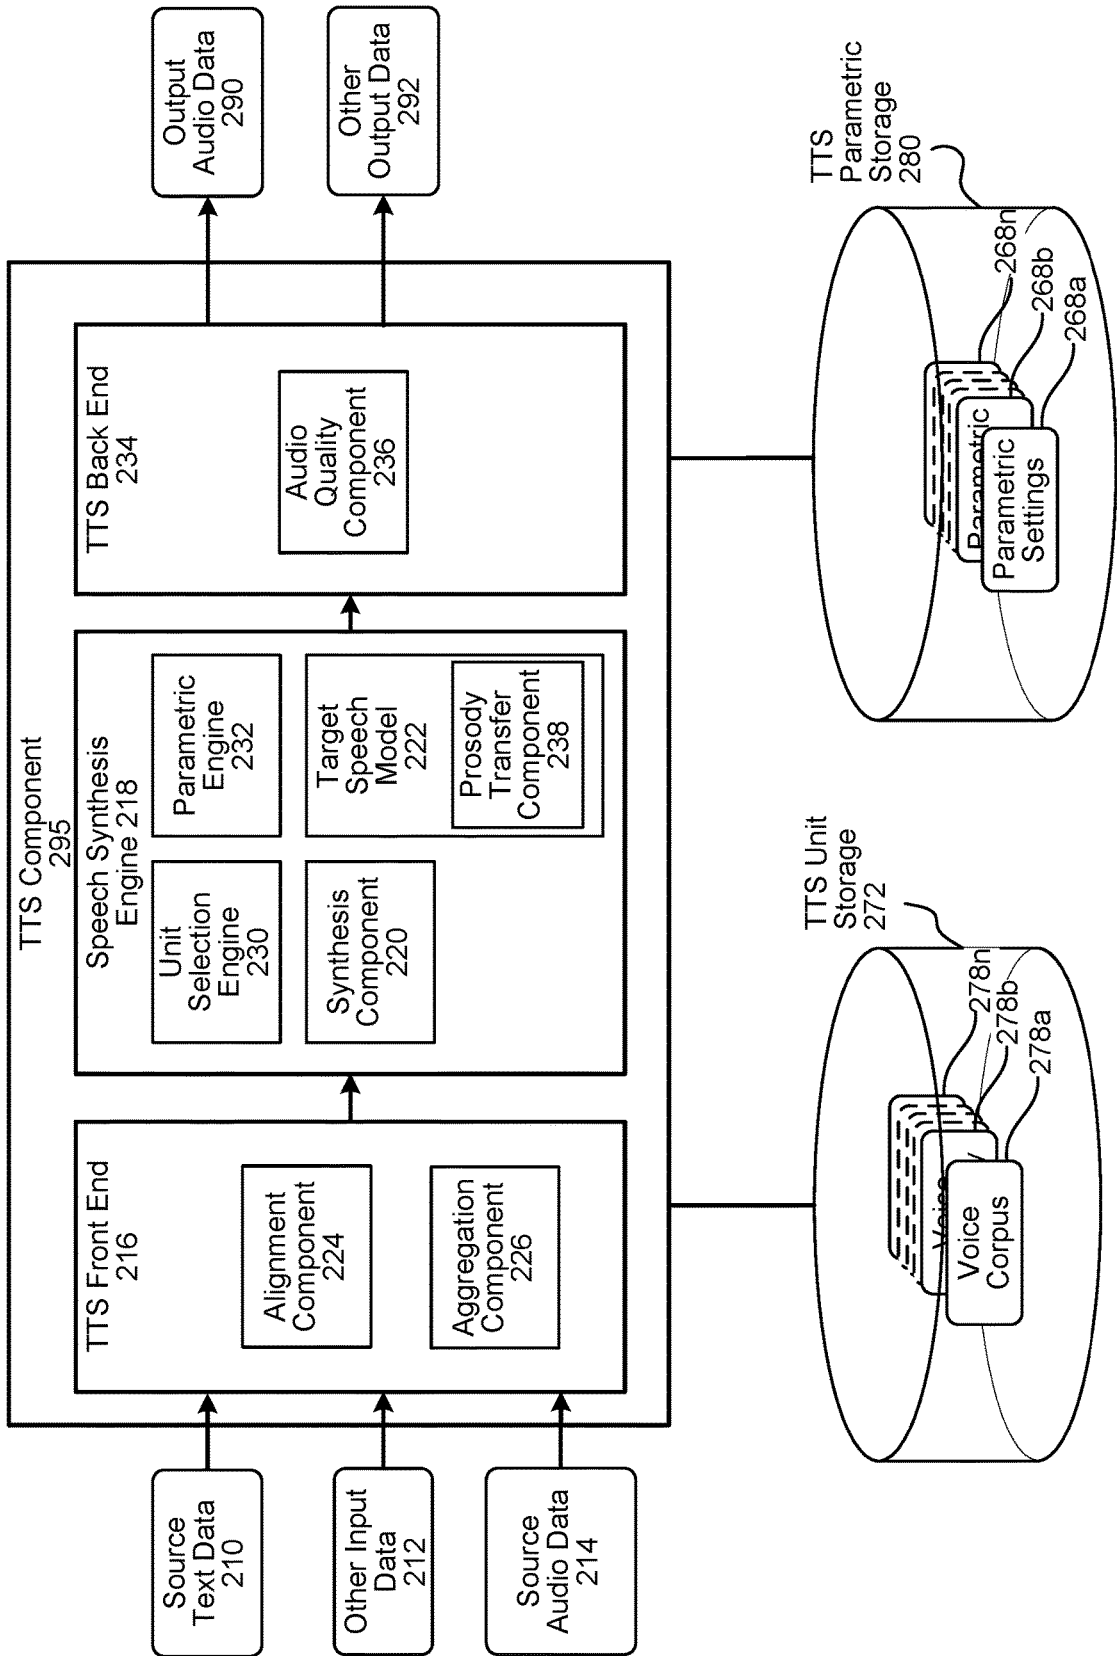 TTS Component
295
Source
Text Data
210
Other Input
Data
212
Source
Audio Data
214
TTS Front End
216
Alignment
Component
224
Aggregation
Component
226
Speech Synthesis
Engine 218
Unit
Selection
Engine
230
Parametric
Engine
232
Synthesis
Component
220
Target
Speech
Model
222
Prosody
Transfer
Component
238
TTS Back End
234
Audio
Quality
Component
236
Output
Audio Data
290
Other
Output Data
292
TTS Unit
Storage
272
278n
278b
278a
Voice
Corpus
TTS
Parametric
Storage
280
268n
268b
268a
Parametric
Settings